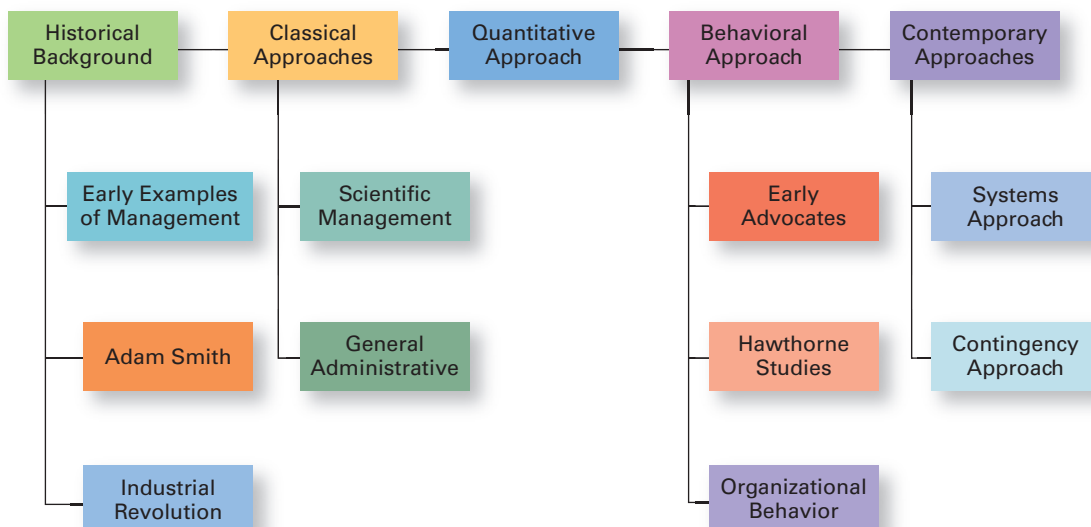 Historical
Background
Classical
Approaches
Quantitative
Approach
Behavioral
Approach
Contemporary
Approaches
Early Examples
of Management
Scientific
Management
Early
Advocates
Systems
Approach
Adam Smith
General
Administrative
Hawthorne
Studies
Contingency
Approach
Industrial
Revolution
Organizational
Behavior